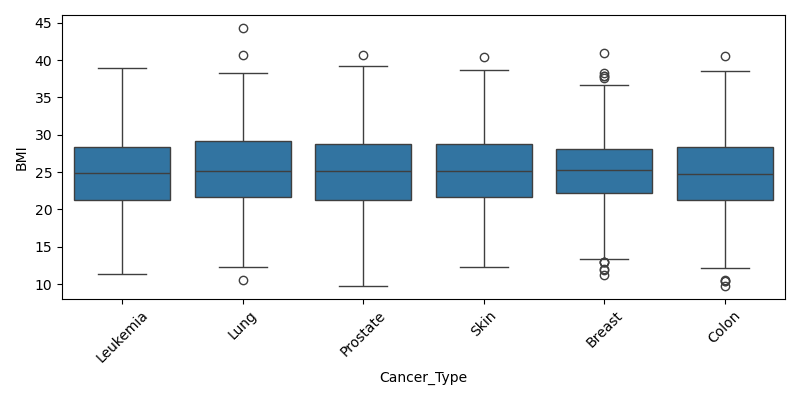 45
40
35
30
25
20
15
10
BMI
Leukemia
Lung
Prostate
Skin
Breast
Colon
Cancer_Type